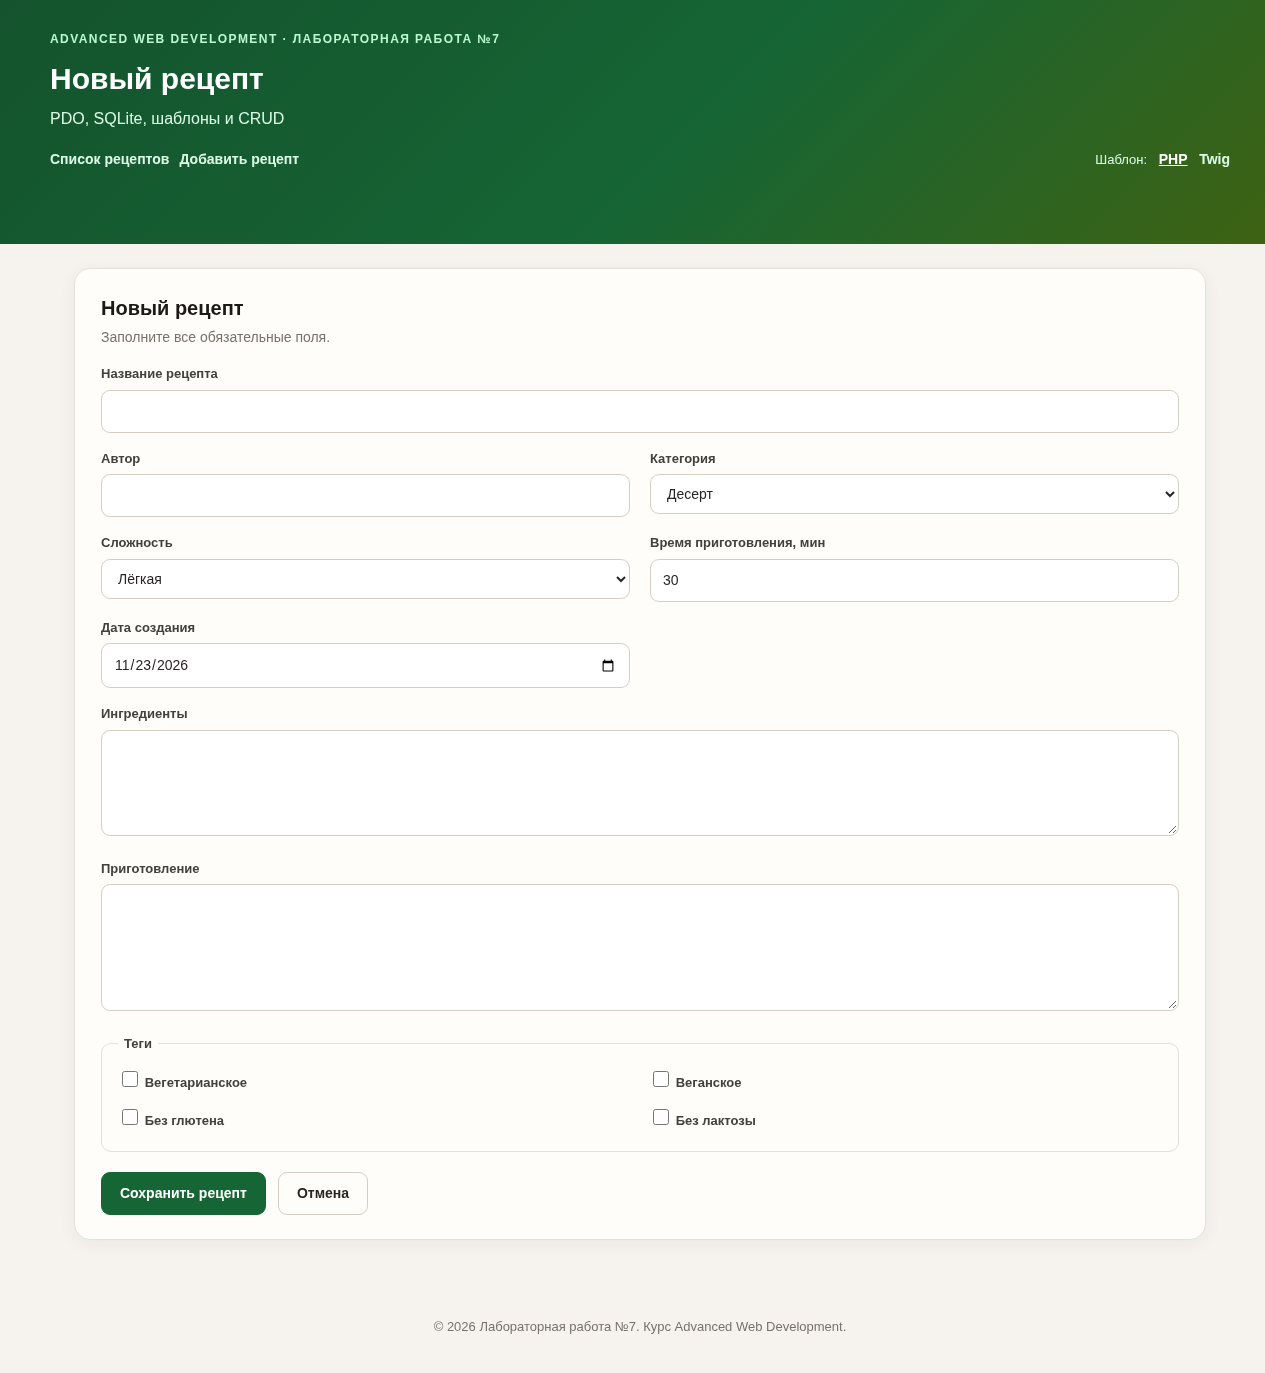 ADVANCED WEB DEVELOPMENT · ЛАБОРАТОРНАЯ РАБОТА №7
Новый рецепт
PDO, SQLite, шаблоны и CRUD
Список рецептов Добавить рецепт Шаблон: PHP Twig
Новый рецепт
Заполните все обязательные поля.
Название рецепта
Автор Категория
Десерт
Сложность Время приготовления, мин
Лёгкая 30
Дата создания
11/23/2026
Ингредиенты
Приготовление
Теги
Вегетарианское Веганское
Без глютена Без лактозы
Сохранить рецепт Отмена
© 2026 Лабораторная работа №7. Курс Advanced Web Development.